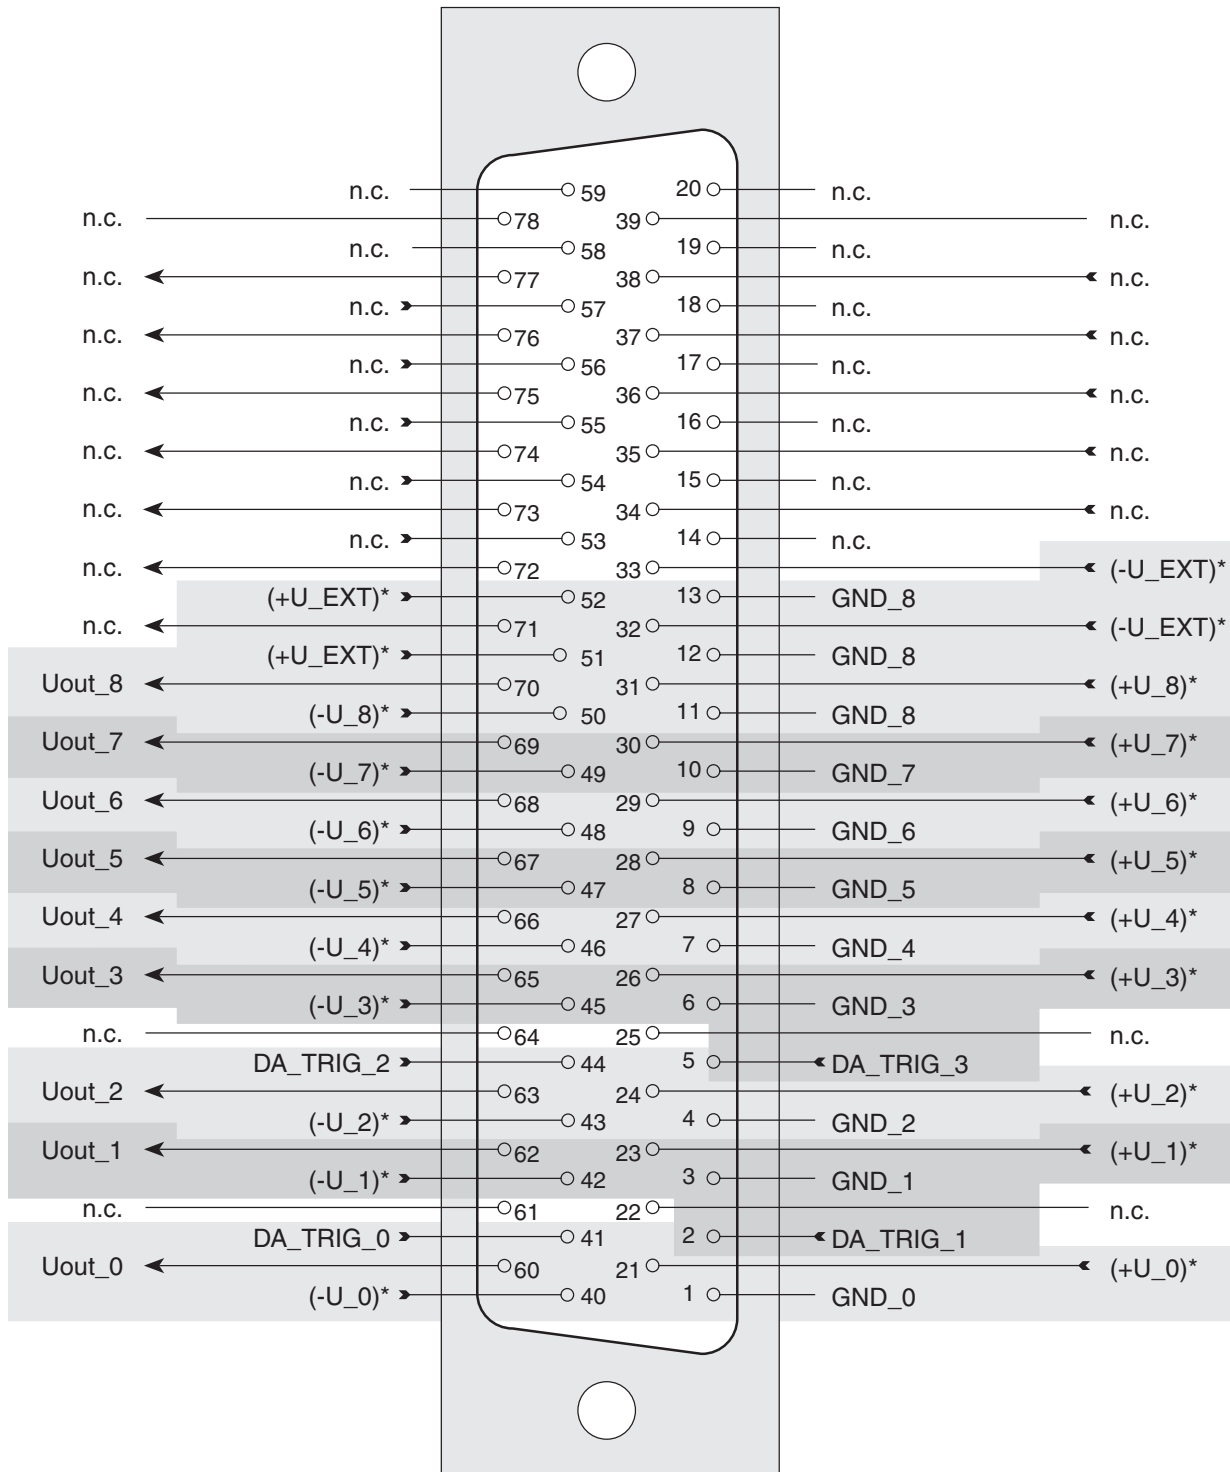 n.c. 59 20 n.c.
n.c. 78 39 n.c.
n.c. 58 19 n.c.
n.c. 77 38 n.c.
n.c. 57 18 n.c.
n.c. 76 37 n.c.
n.c. 56 17 n.c.
n.c. 75 36 n.c.
n.c. 55 16 n.c.
n.c. 74 35 n.c.
n.c. 54 15 n.c.
n.c. 73 34 n.c.
n.c. 53 14 n.c.
n.c. 72 33 (-U_EXT)*
(+U_EXT)* 52 13 GND_8
n.c. 71 32 (-U_EXT)*
(+U_EXT)* 51 12 GND_8
Uout_8 70 31 (+U_8)*
(-U_8)* 50 11 GND_8
Uout_7 69 30 (+U_7)*
(-U_7)* 49 10 GND_7
Uout_6 68 29 (+U_6)*
(-U_6)* 48 9 GND_6
Uout_5 67 28 (+U_5)*
(-U_5)* 47 8 GND_5
Uout_4 66 27 (+U_4)*
(-U_4)* 46 7 GND_4
Uout_3 65 26 (+U_3)*
(-U_3)* 45 6 GND_3
n.c. 64 25 n.c.
DA_TRIG_2 44 5 DA_TRIG_3
Uout_2 63 24 (+U_2)*
(-U_2)* 43 4 GND_2
Uout_1 62 23 (+U_1)*
(-U_1)* 42 3 GND_1
n.c. 61 22 n.c.
DA_TRIG_0 41 2 DA_TRIG_1
Uout_0 60 21 (+U_0)*
(-U_0)* 40 1 GND_0